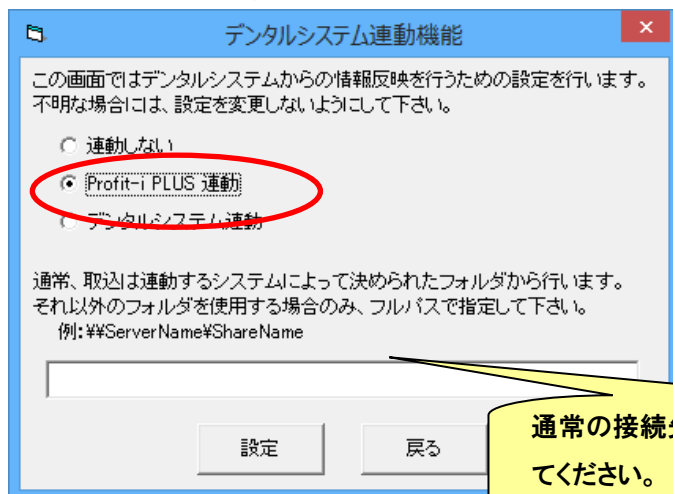 デンタルシステム連動機能
この画面ではデンタルシステムからの情報反映を行うための設定を行います。
不明な場合には、設定を変更しないようにして下さい。
連動しない
Profit-i PLUS 連動
デンタルシステム連動
通常、取込は連動するシステムによって決められたフォルダから行います。
それ以外のフォルダを使用する場合のみ、フルパスで指定して下さい。
例:¥¥ServerName¥ShareName
設定
戻る
通常の接続
てください。